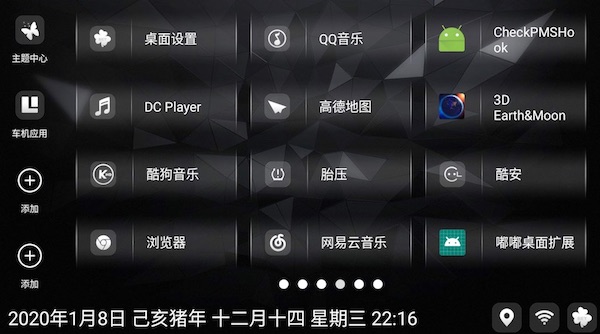 主题中心
桌面设置
QQ音乐
CheckPMSHo
ok
车机应用
DC Player
高德地图
3D
Earth&Moon
添加
酷狗音乐
胎压
酷安
添加
浏览器
网易云音乐
嘟嘟桌面扩展
2020年1月8日 己亥猪年 十二月十四 星期三 22:16